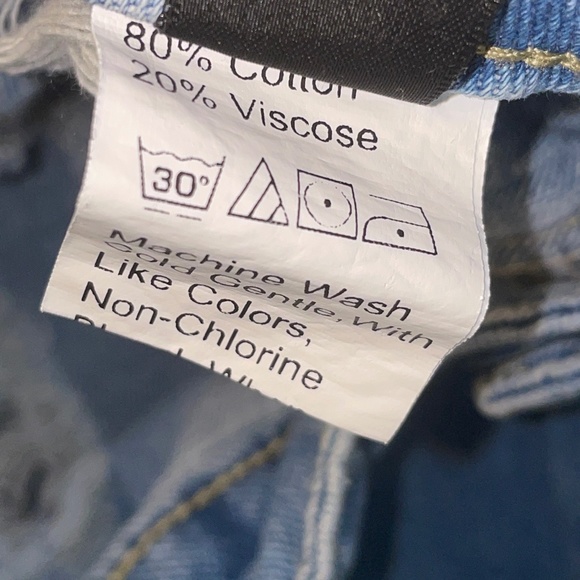 80% Cotton
20% Viscose
30°
Machine Wash
Cold Gentle, With
Like Colors,
Non-Chlorine